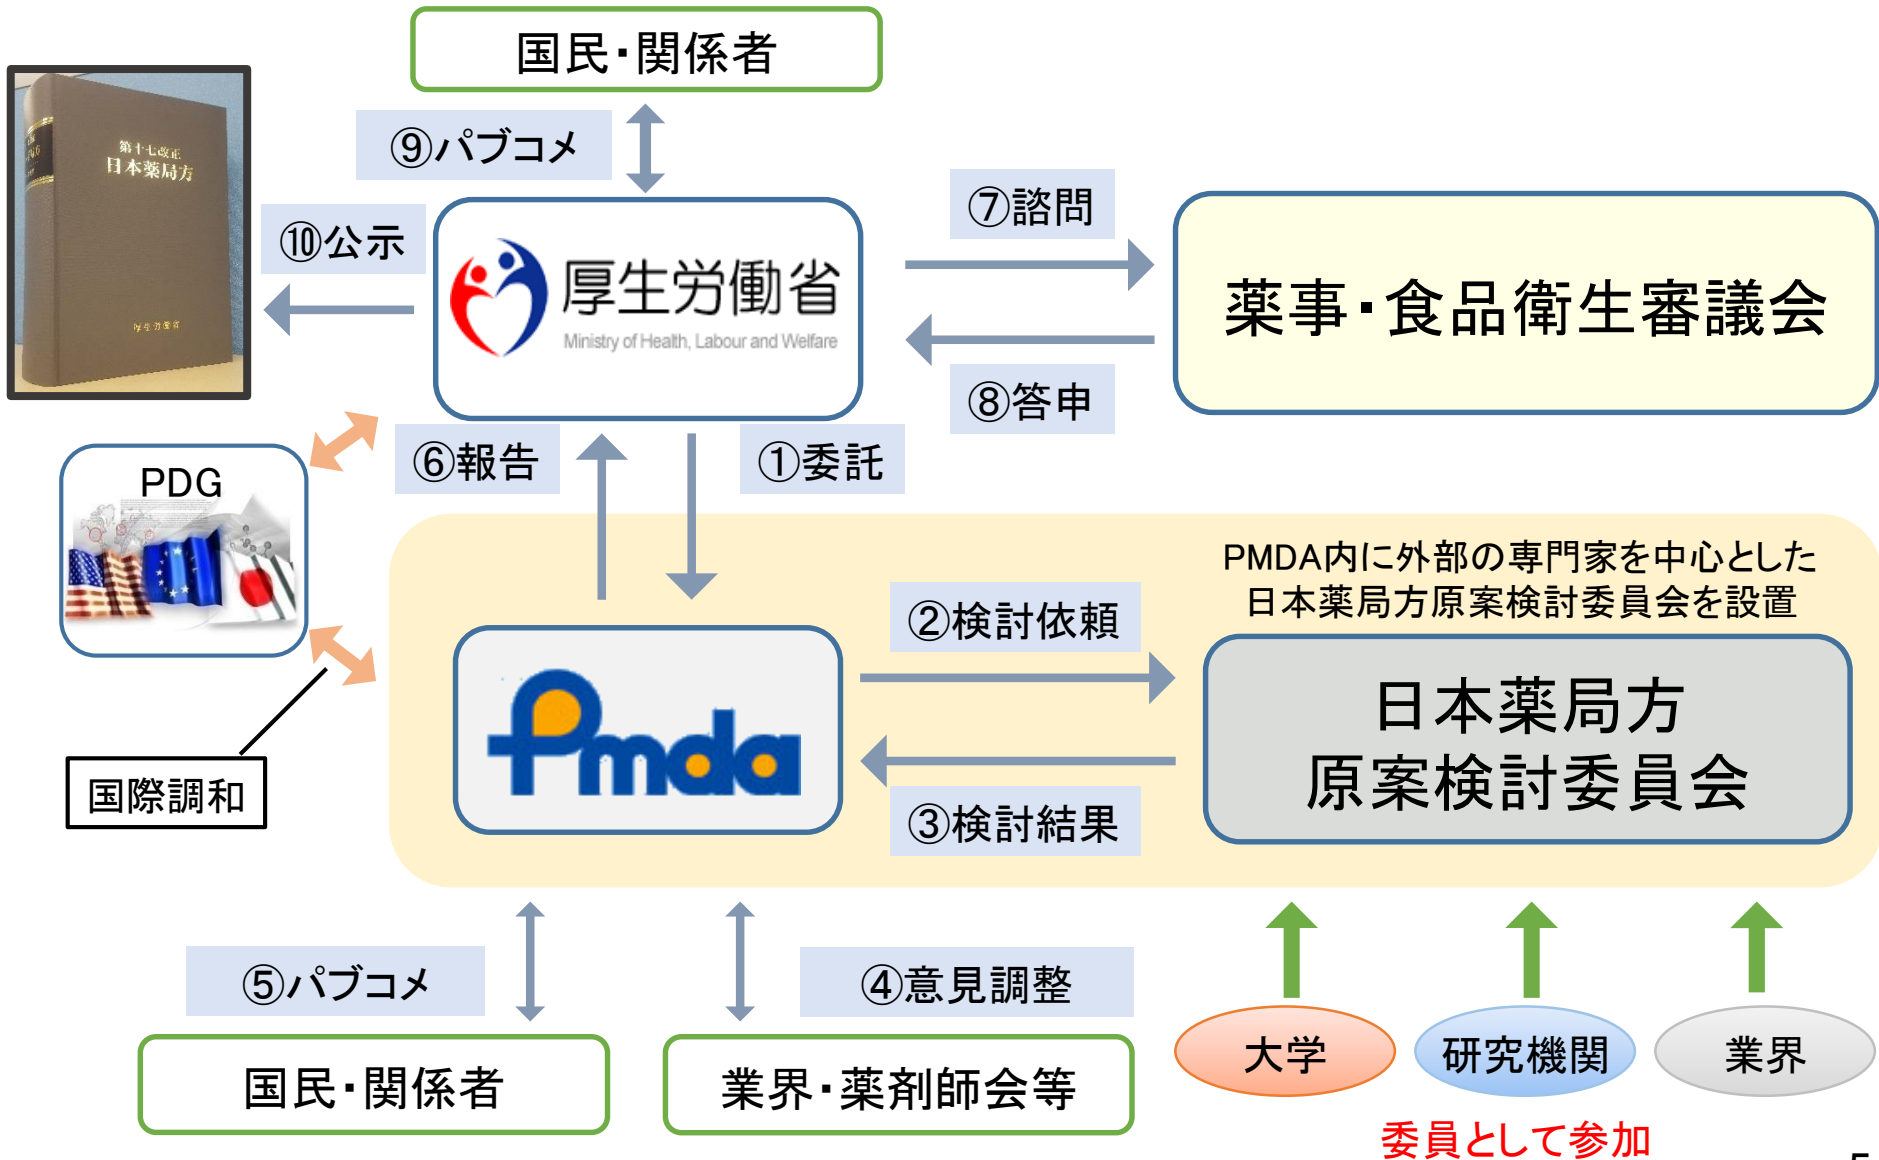 国民・関係者
⑨パブコメ
第十七改正
日本薬局方
厚生労働省
⑩公示
厚生労働省
Ministry of Health, Labour and Welfare
⑦諮問
⑧答申
薬事・食品衛生審議会
PDG
⑥報告
①委託
国際調和
PMDA内に外部の専門家を中心とした
日本薬局方原案検討委員会を設置
Pmda
②検討依頼
③検討結果
日本薬局方
原案検討委員会
⑤パブコメ
④意見調整
国民・関係者
業界・薬剤師会等
大学
研究機関
業界
委員として参加
5